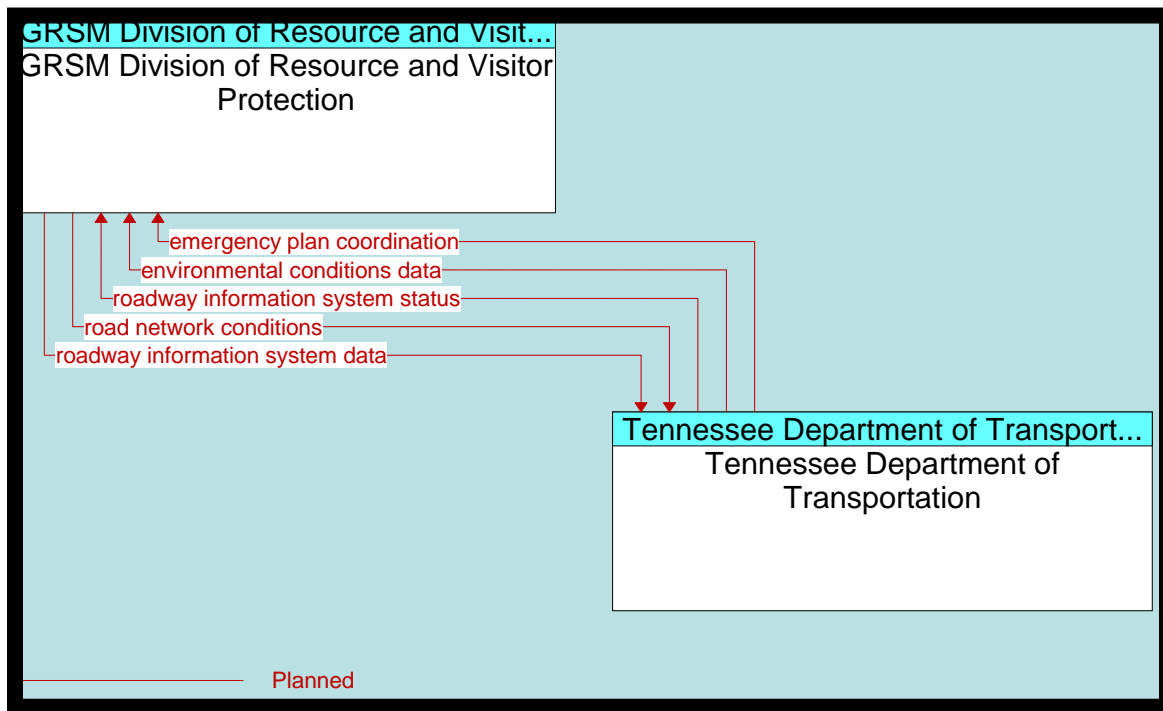 GRSM Division of Resource and Visit...
GRSM Division of Resource and Visitor
Protection
emergency plan coordination
environmental conditions data
roadway information system status
road network conditions
roadway information system data
Tennessee Department of Transport...
Tennessee Department of
Transportation
Planned